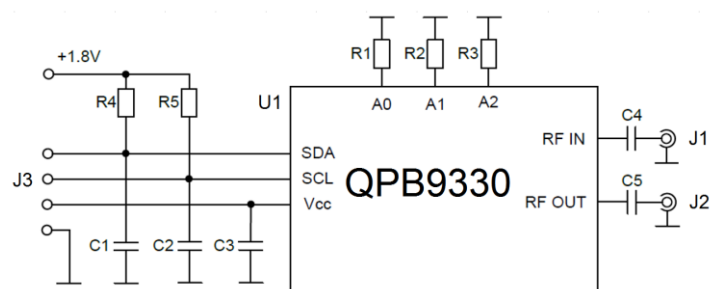 +1.8V
R1
R2
R3
R4
R5
U1
A0
A1
A2
C4
J1
RF IN
SDA
J3
SCL
QPB9330
C5
Vcc
RF OUT
J2
C1
C2
C3